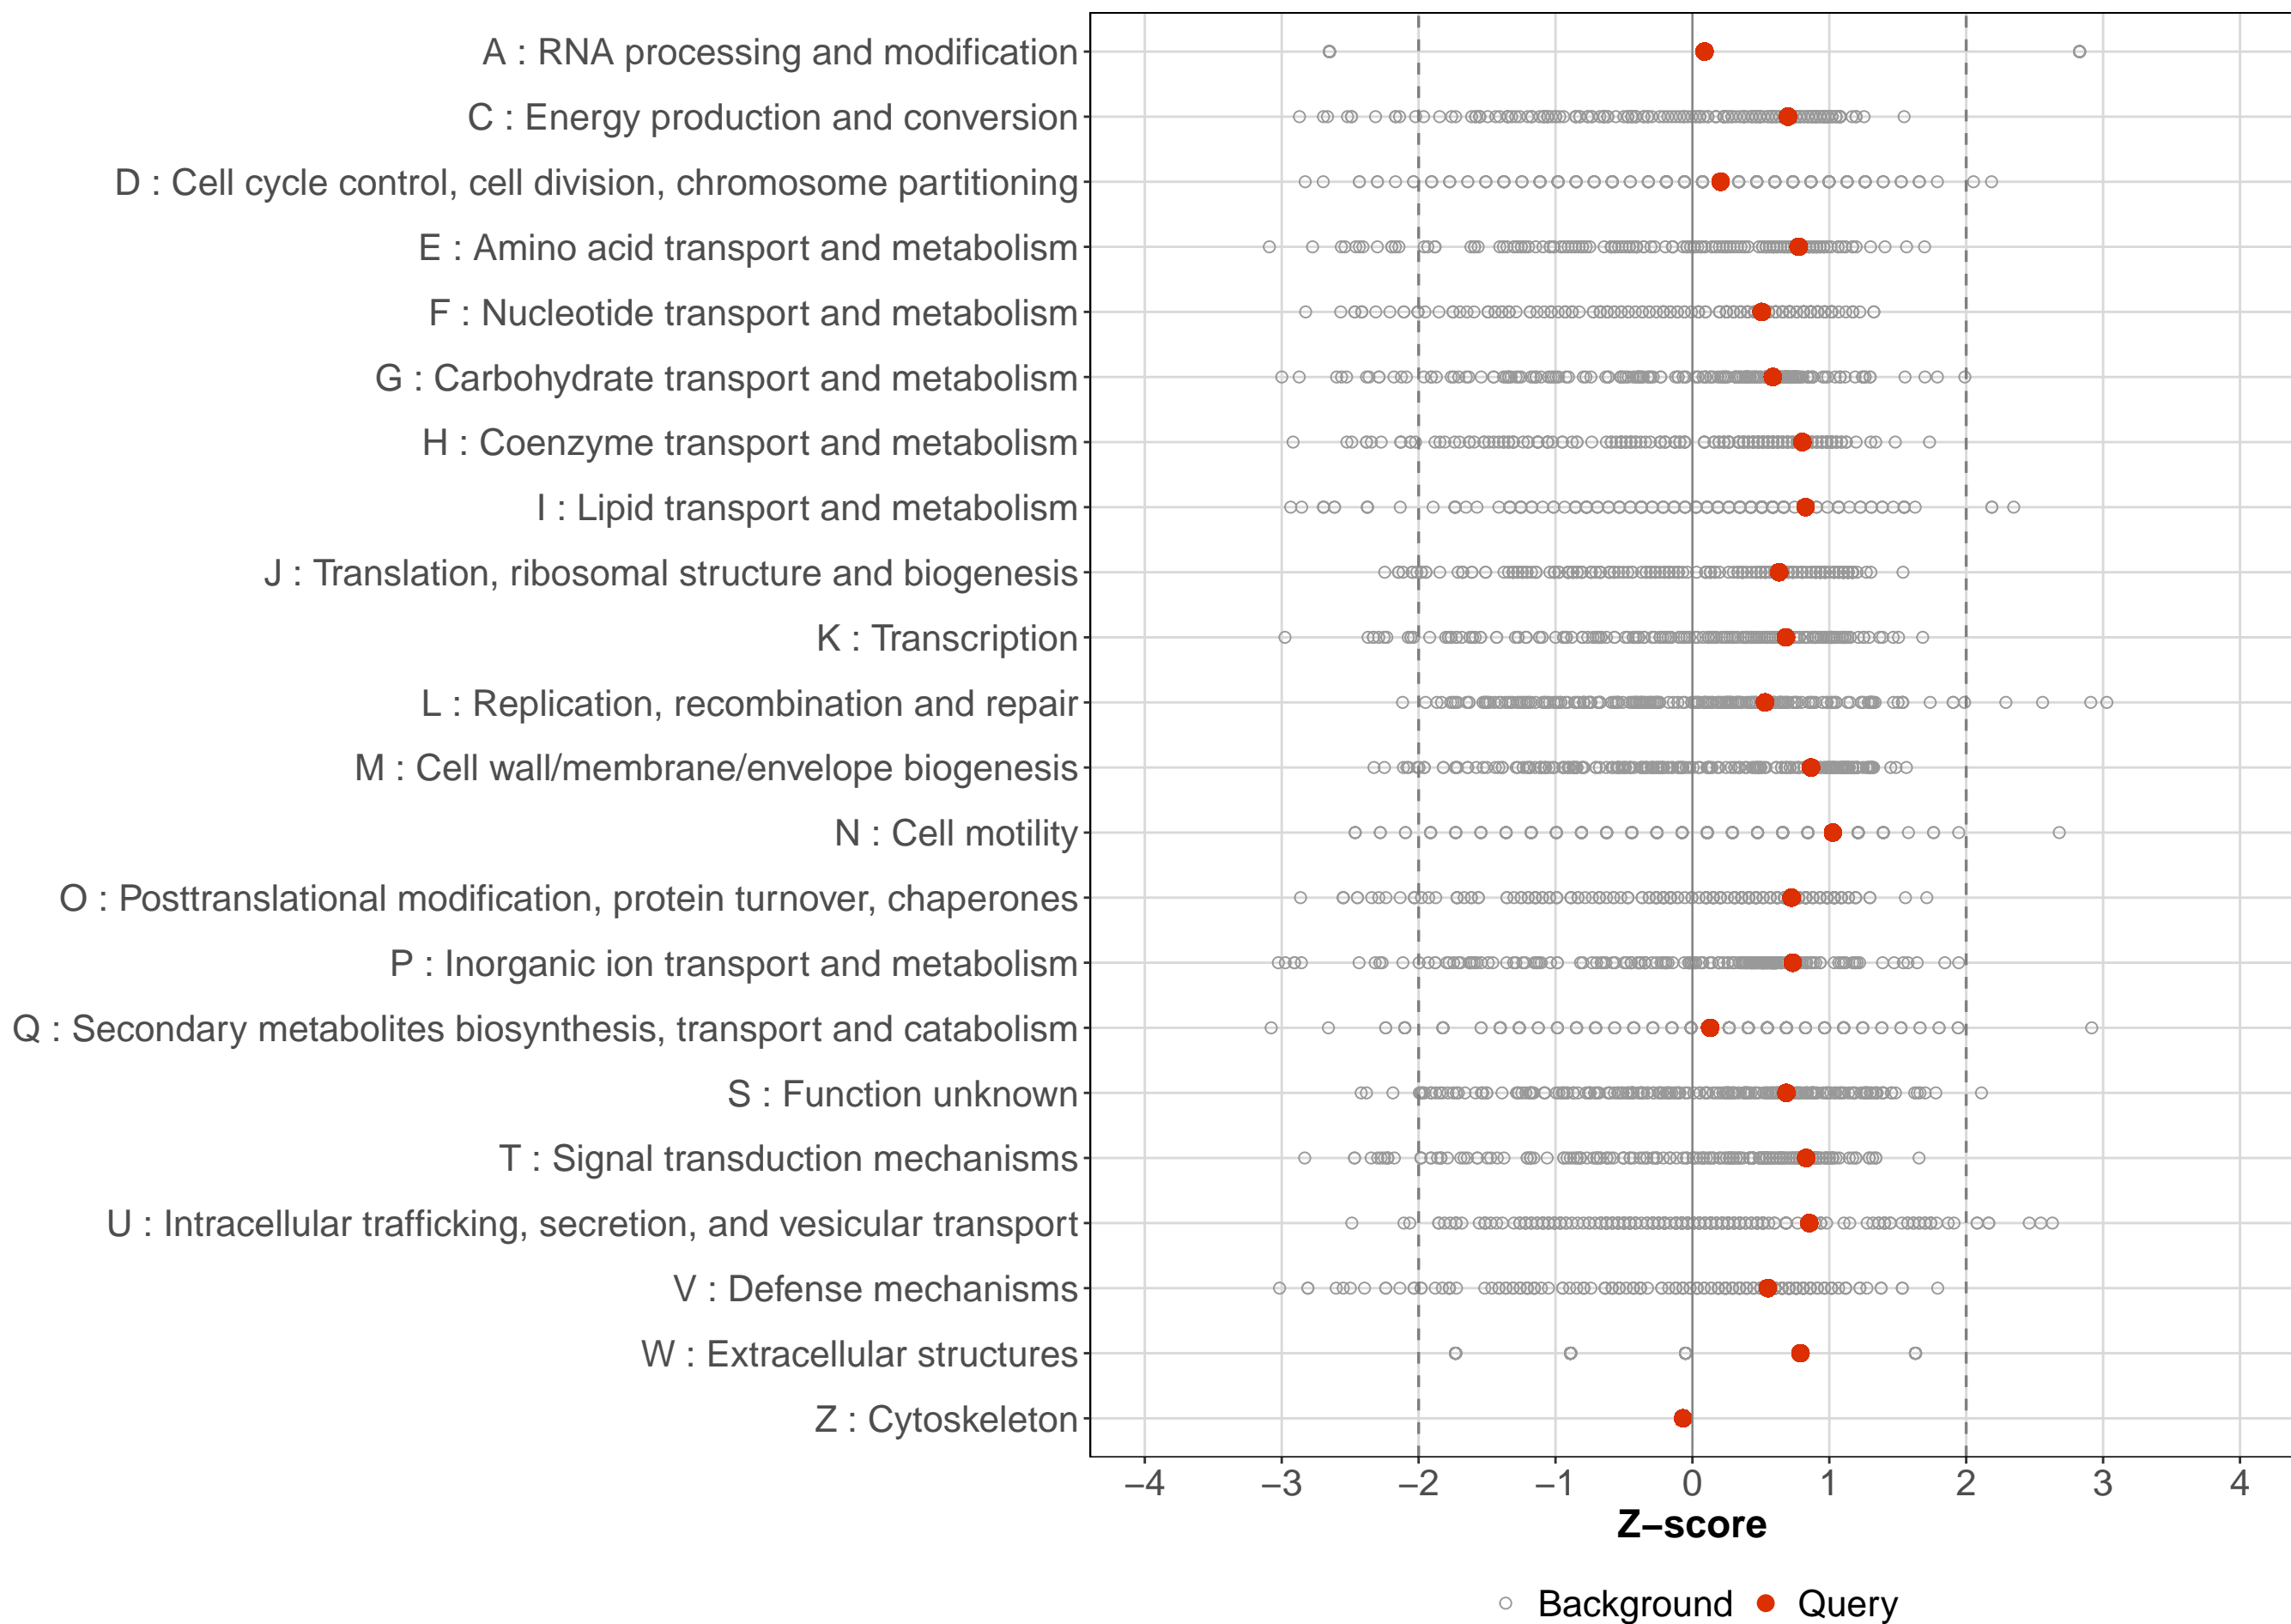 A : RNA processing and modification
C : Energy production and conversion
D : Cell cycle control, cell division, chromosome partitioning
E : Amino acid transport and metabolism
F : Nucleotide transport and metabolism
G : Carbohydrate transport and metabolism
H : Coenzyme transport and metabolism
I : Lipid transport and metabolism
J : Translation, ribosomal structure and biogenesis
K : Transcription
L : Replication, recombination and repair
M : Cell wall/membrane/envelope biogenesis
N : Cell motility
O : Posttranslational modification, protein turnover, chaperones
P : Inorganic ion transport and metabolism
Q : Secondary metabolites biosynthesis, transport and catabolism
S : Function unknown
T : Signal transduction mechanisms
U : Intracellular trafficking, secretion, and vesicular transport
V : Defense mechanisms
W : Extracellular structures
Z : Cytoskeleton
−4 −3 −2 −1 0 1 2 3 4
Z−score
Background Query